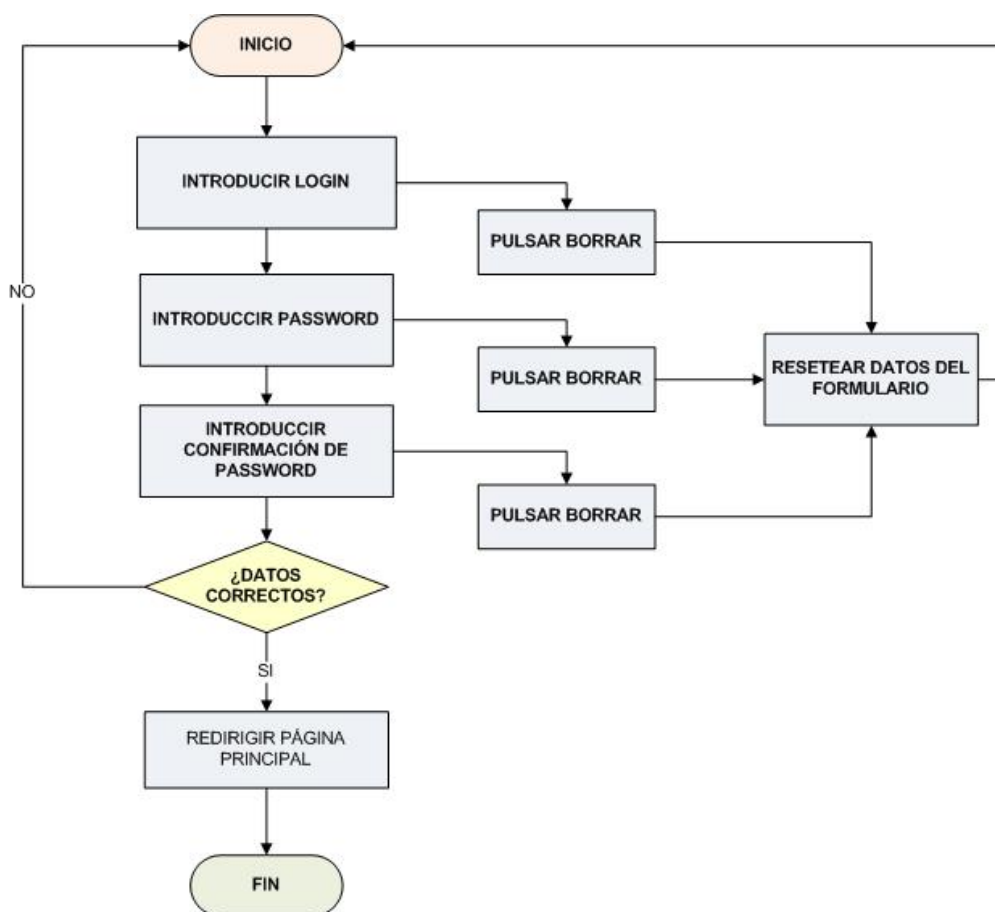 INICIO
INTRODUCIR LOGIN
PULSAR BORRAR
NO
INTRODUCCIR PASSWORD
PULSAR BORRAR
RESETEAR DATOS DEL
FORMULARIO
INTRODUCCIR
CONFIRMACIÓN DE
PASSWORD
PULSAR BORRAR
¿DATOS
CORRECTOS?
SI
REDIRIGIR PÁGINA
PRINCIPAL
FIN